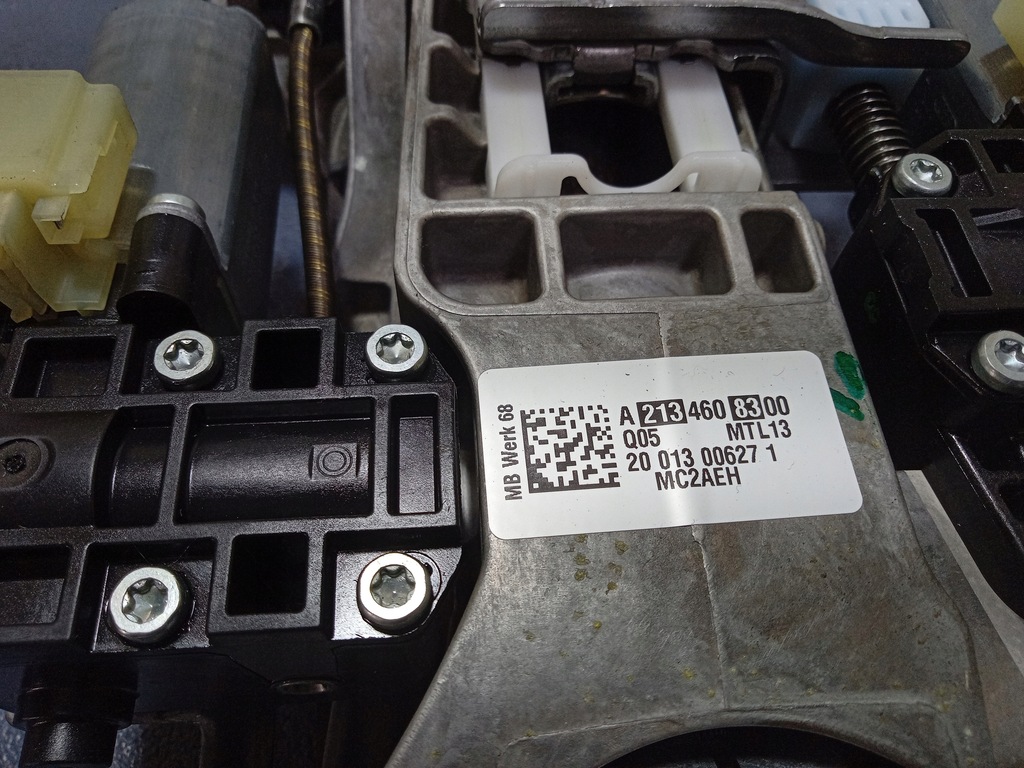 MB Werk 68
A 213 460 83 00
Q05 MTL13
20 013 00627 1
MC2AEH